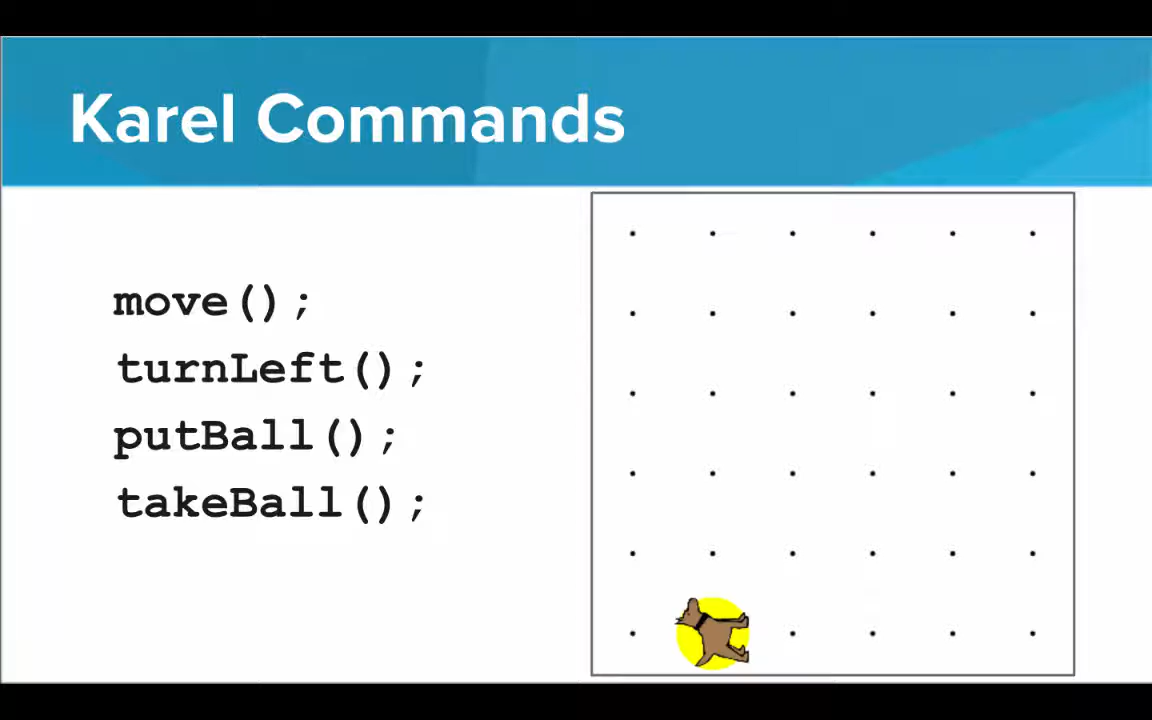 Karel Commands
move();
turnLeft();
putBall();
takeBall();